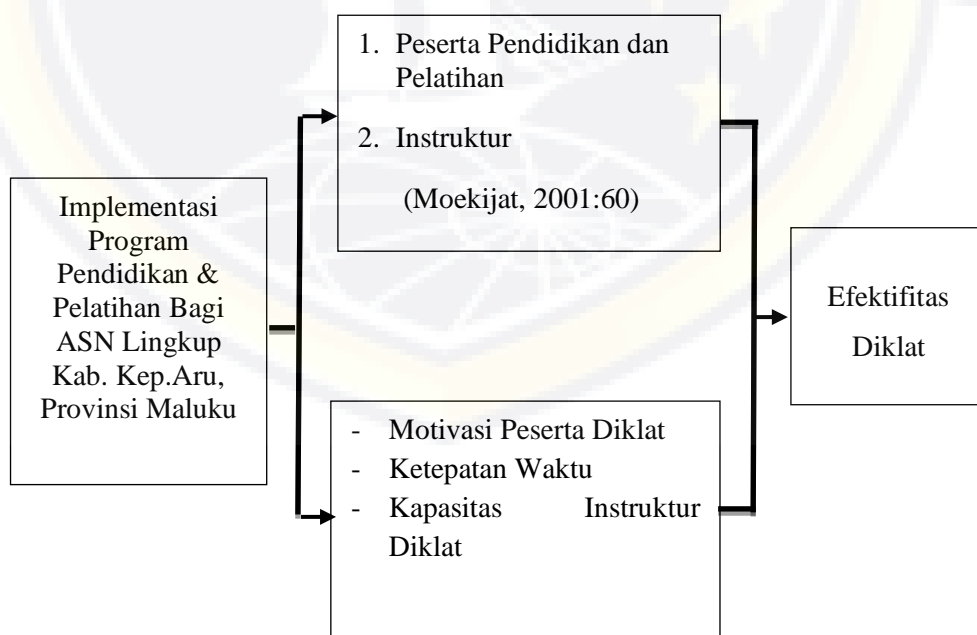 Implementasi
Program
Pendidikan &
Pelatihan Bagi
ASN Lingkup
Kab. Kep.Aru,
Provinsi Maluku
1. Peserta Pendidikan dan
Pelatihan
2. Instruktur
(Moekijat, 2001:60)
- Motivasi Peserta Diklat
- Ketepatan Waktu
- Kapasitas Instruktur
Diklat
Efektifitas
Diklat